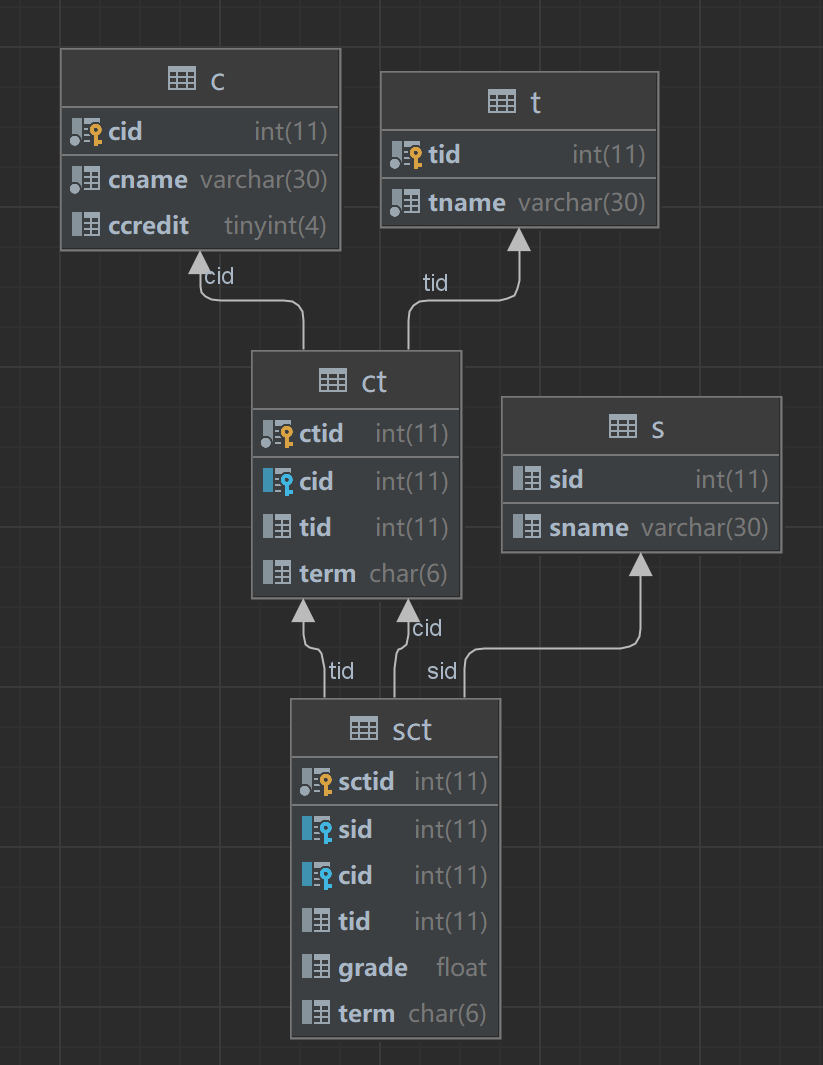 c
cid int(11)
cname varchar(30)
ccredit tinyint(4)
t
tid int(11)
tname varchar(30)
cid
tid
ct
ctid int(11)
cid int(11)
tid int(11)
term char(6)
s
sid int(11)
sname varchar(30)
cid
tid
sid
sct
sctid int(11)
sid int(11)
cid int(11)
tid int(11)
grade float
term char(6)